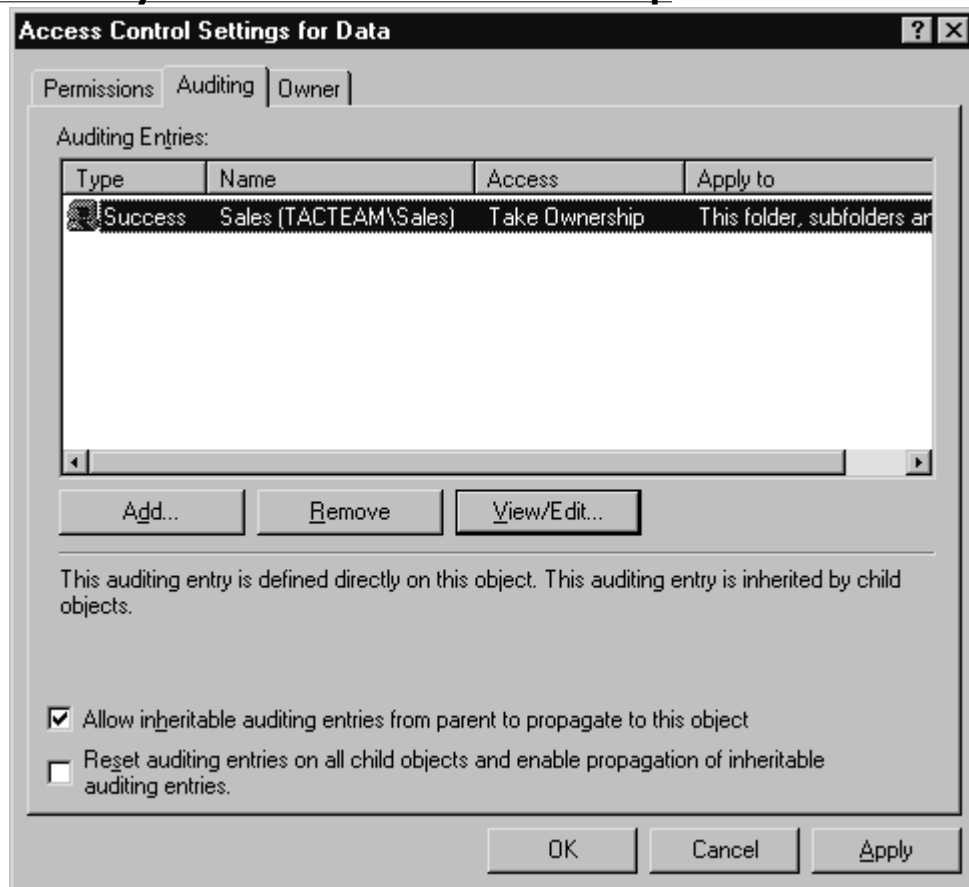 Access Control Settings for Data
Permissions Auditing Owner
Auditing Entries:
Type Name Access Apply to
Success Sales (TACTEAM\Sales) Take Ownership This folder, subfolders an
Add... Remove View/Edit...
This auditing entry is defined directly on this object. This auditing entry is inherited by child
objects.
Allow inheritable auditing entries from parent to propagate to this object
Reset auditing entries on all child objects and enable propagation of inheritable
auditing entries.
OK Cancel Apply